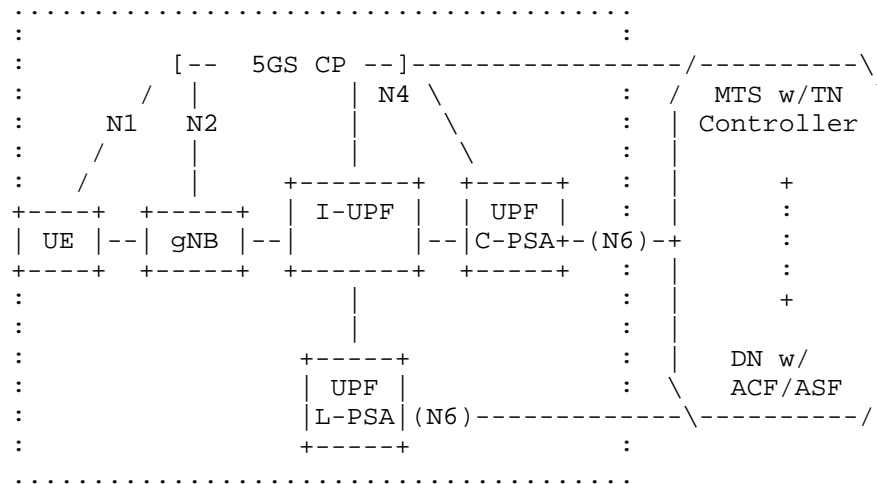 5GS CP
N4 MTS w/TN
N1 N2 Controller
I-UPF UPF
UE gNB C-PSA (N6)
DN w/
UPF ACF/ASF
L-PSA (N6)